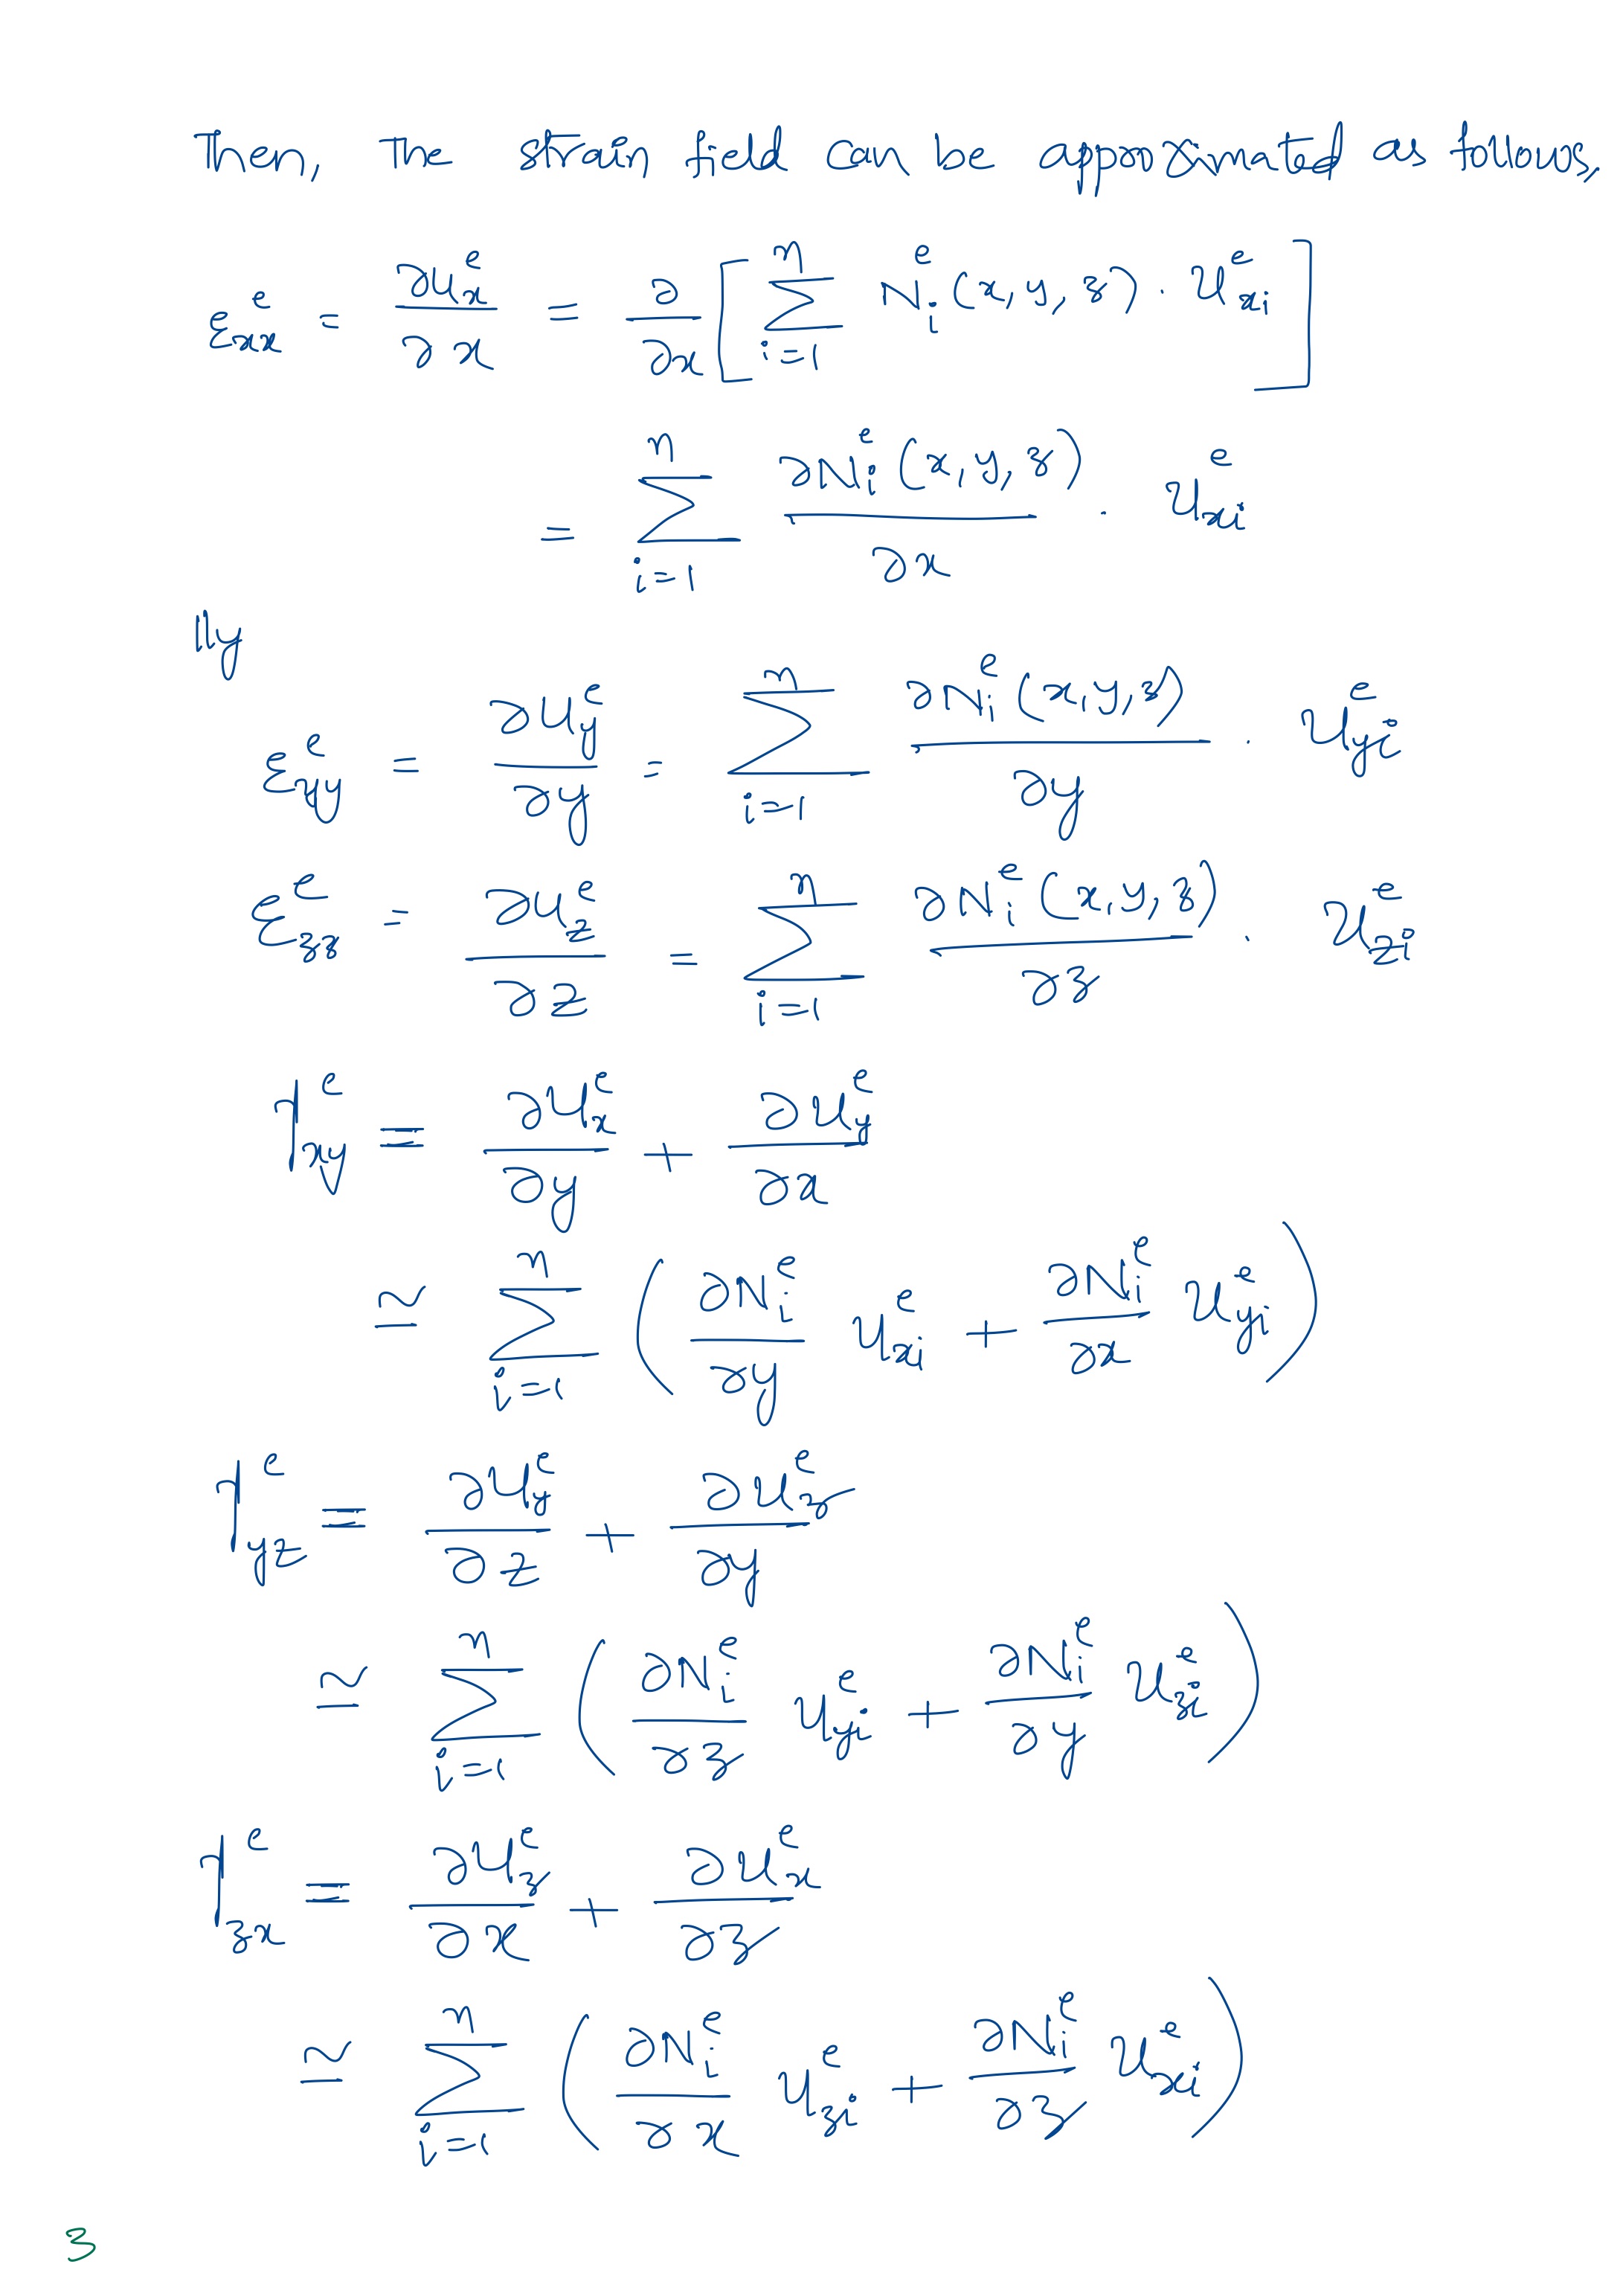 Then, the strain field can be approximated as follows,
$\varepsilon_{xx}^{e} = \frac{\partial u_x^e}{\partial x} = \frac{\partial}{\partial x}\left[\sum_{i=1}^{n} N_i^e (x,y,z) \cdot u_{xi}^e\right]$
$= \sum_{i=1}^{n} \frac{\partial N_i^e (x,y,z)}{\partial x} \cdot u_{xi}^e$
lly
$\varepsilon_{yy}^{e} = \frac{\partial u_y^e}{\partial y} = \sum_{i=1}^{n} \frac{\partial N_i^e (x,y,z)}{\partial y} \cdot u_{yi}^e$
$\varepsilon_{zz}^{e} = \frac{\partial u_z^e}{\partial z} = \sum_{i=1}^{n} \frac{\partial N_i^e (x,y,z)}{\partial z} \cdot u_{zi}^e$
$\gamma_{xy}^{e} \equiv \frac{\partial u_x^e}{\partial y} + \frac{\partial u_y^e}{\partial x}$
$\simeq \sum_{i=1}^{n} \left(\frac{\partial N_i^e}{\partial y} u_{xi}^e + \frac{\partial N_i^e}{\partial x} u_{yi}^e\right)$
$\gamma_{yz}^{e} \equiv \frac{\partial u_y^e}{\partial z} + \frac{\partial u_z^e}{\partial y}$
$\simeq \sum_{i=1}^{n} \left(\frac{\partial N_i^e}{\partial z} u_{yi}^e + \frac{\partial N_i^e}{\partial y} u_{zi}^e\right)$
$\gamma_{zx}^{e} \equiv \frac{\partial u_z^e}{\partial x} + \frac{\partial u_x^e}{\partial z}$
$\simeq \sum_{i=1}^{n} \left(\frac{\partial N_i^e}{\partial x} u_{zi}^e + \frac{\partial N_i^e}{\partial z} u_{xi}^e\right)$
3